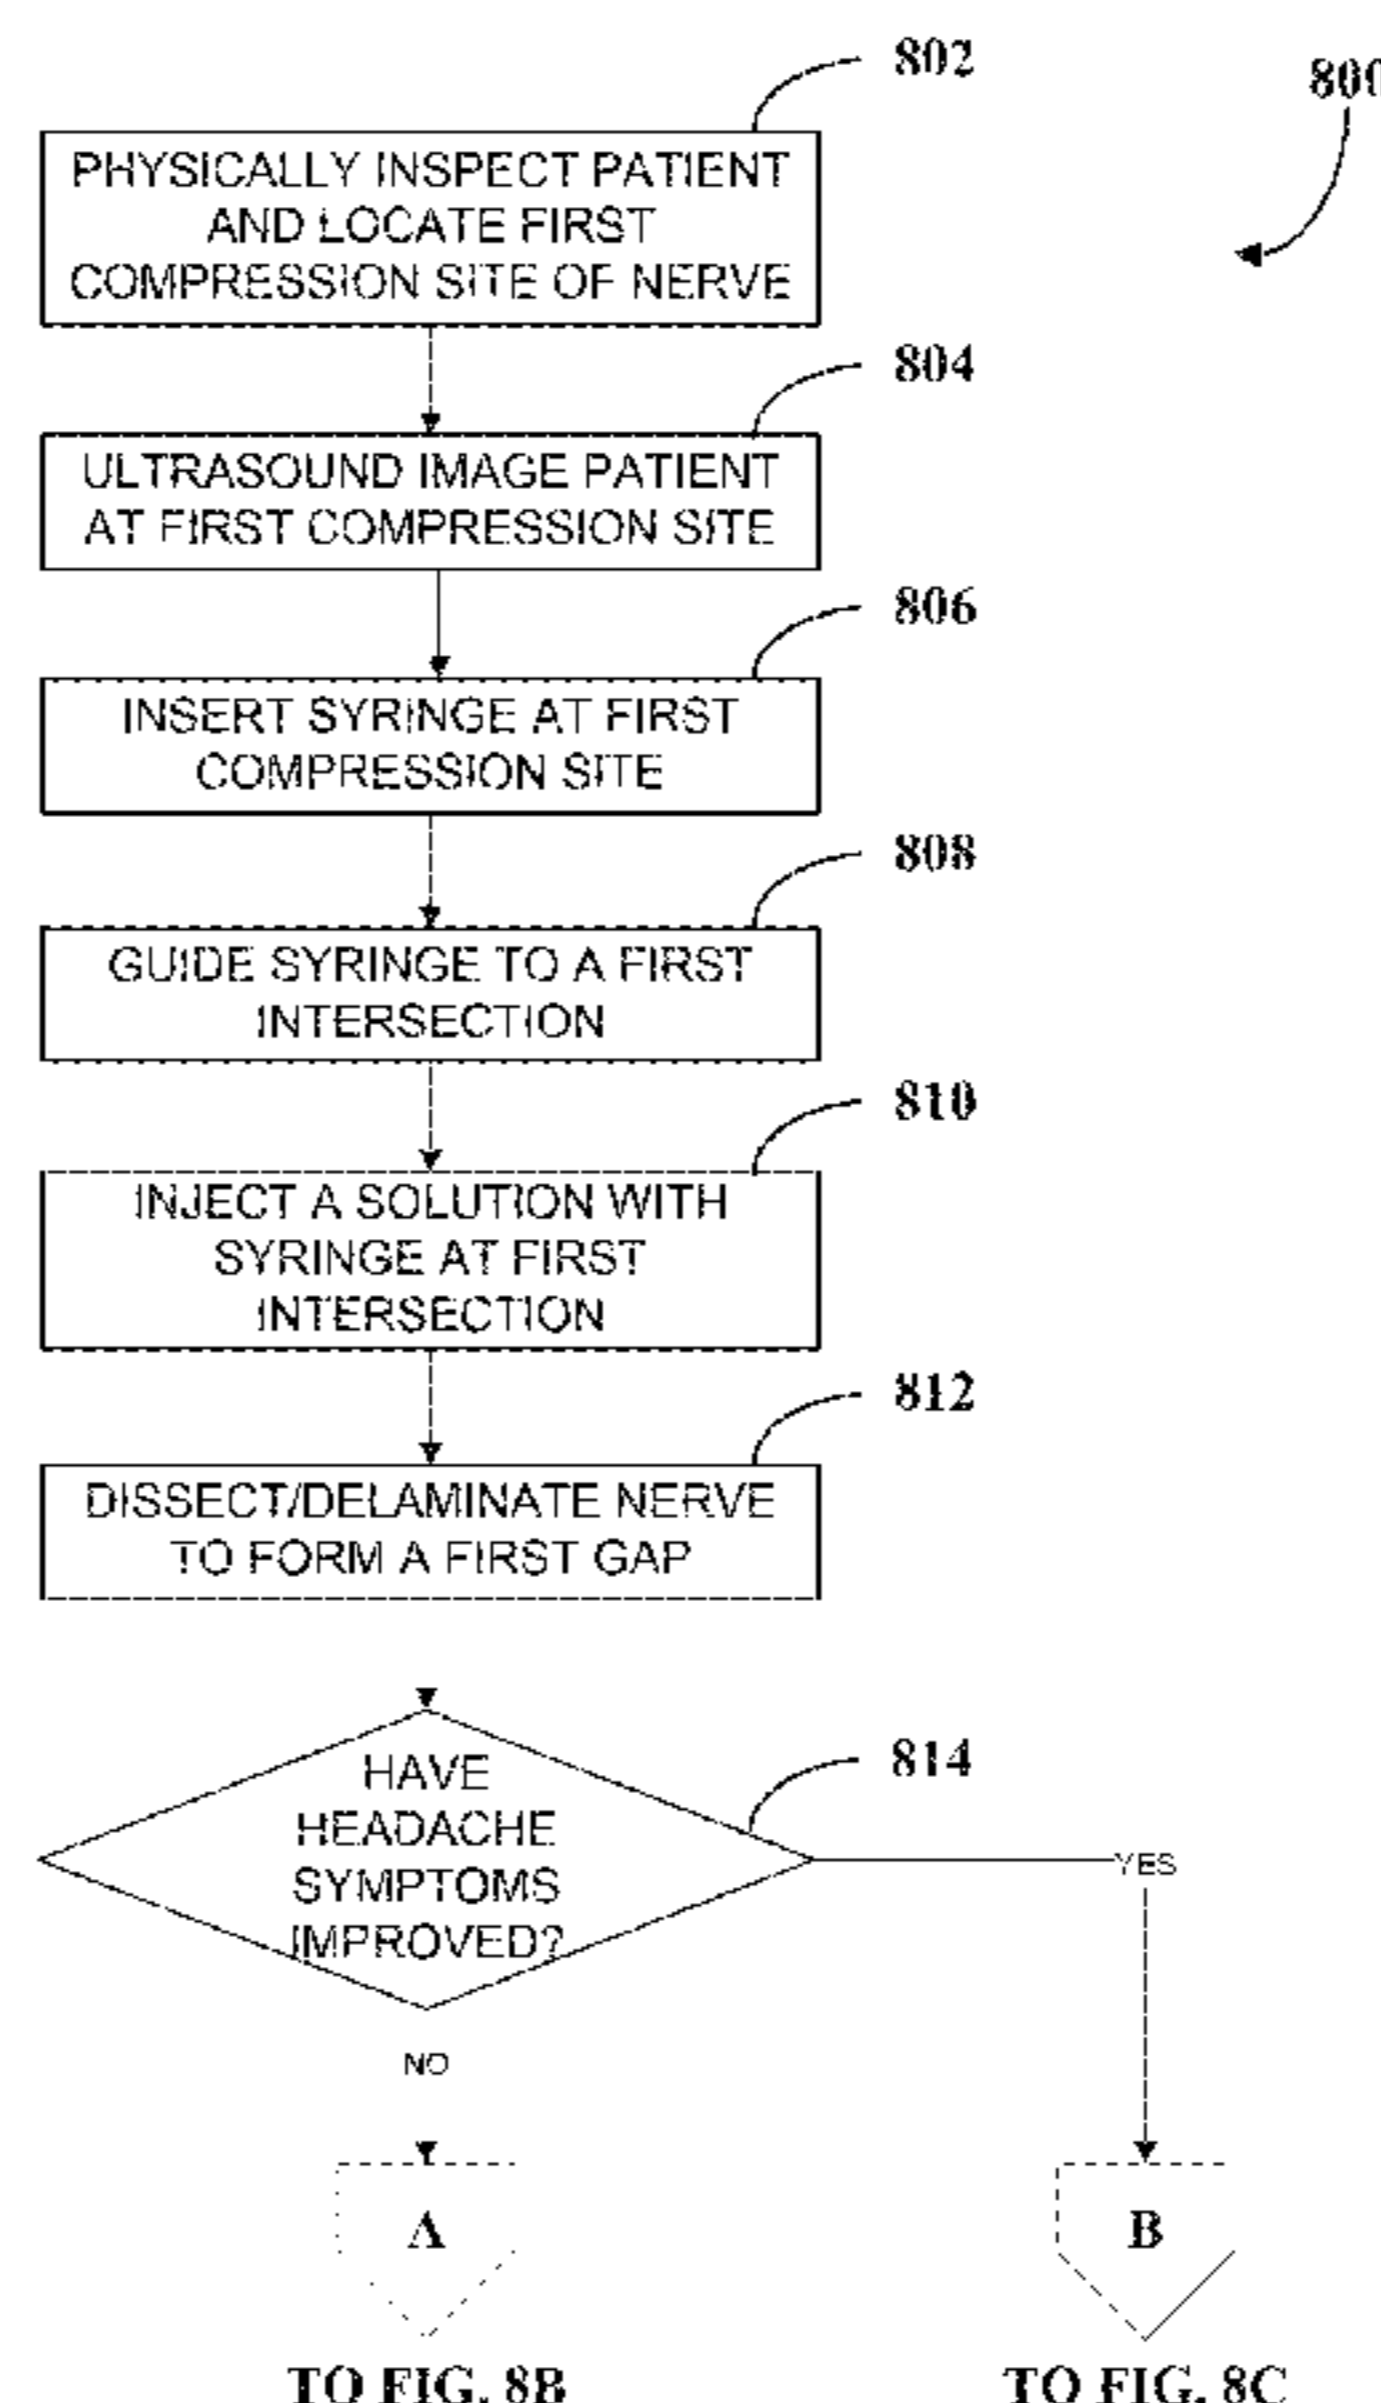 802
800
PHYSICALLY INSPECT PATIENT
AND LOCATE FIRST
COMPRESSION SITE OF NERVE
804
ULTRASOUND IMAGE PATIENT
AT FIRST COMPRESSION SITE
806
INSERT SYRINGE AT FIRST
COMPRESSION SITE
808
GUIDE SYRINGE TO A FIRST
INTERSECTION
810
INJECT A SOLUTION WITH
SYRINGE AT FIRST
INTERSECTION
812
DISSECT/DELAMINATE NERVE
TO FORM A FIRST GAP
814
HAVE
HEADACHE
SYMPTOMS
IMPROVED?
YES
NO
A
B
TO FIG. 8B
TO FIG. 8C